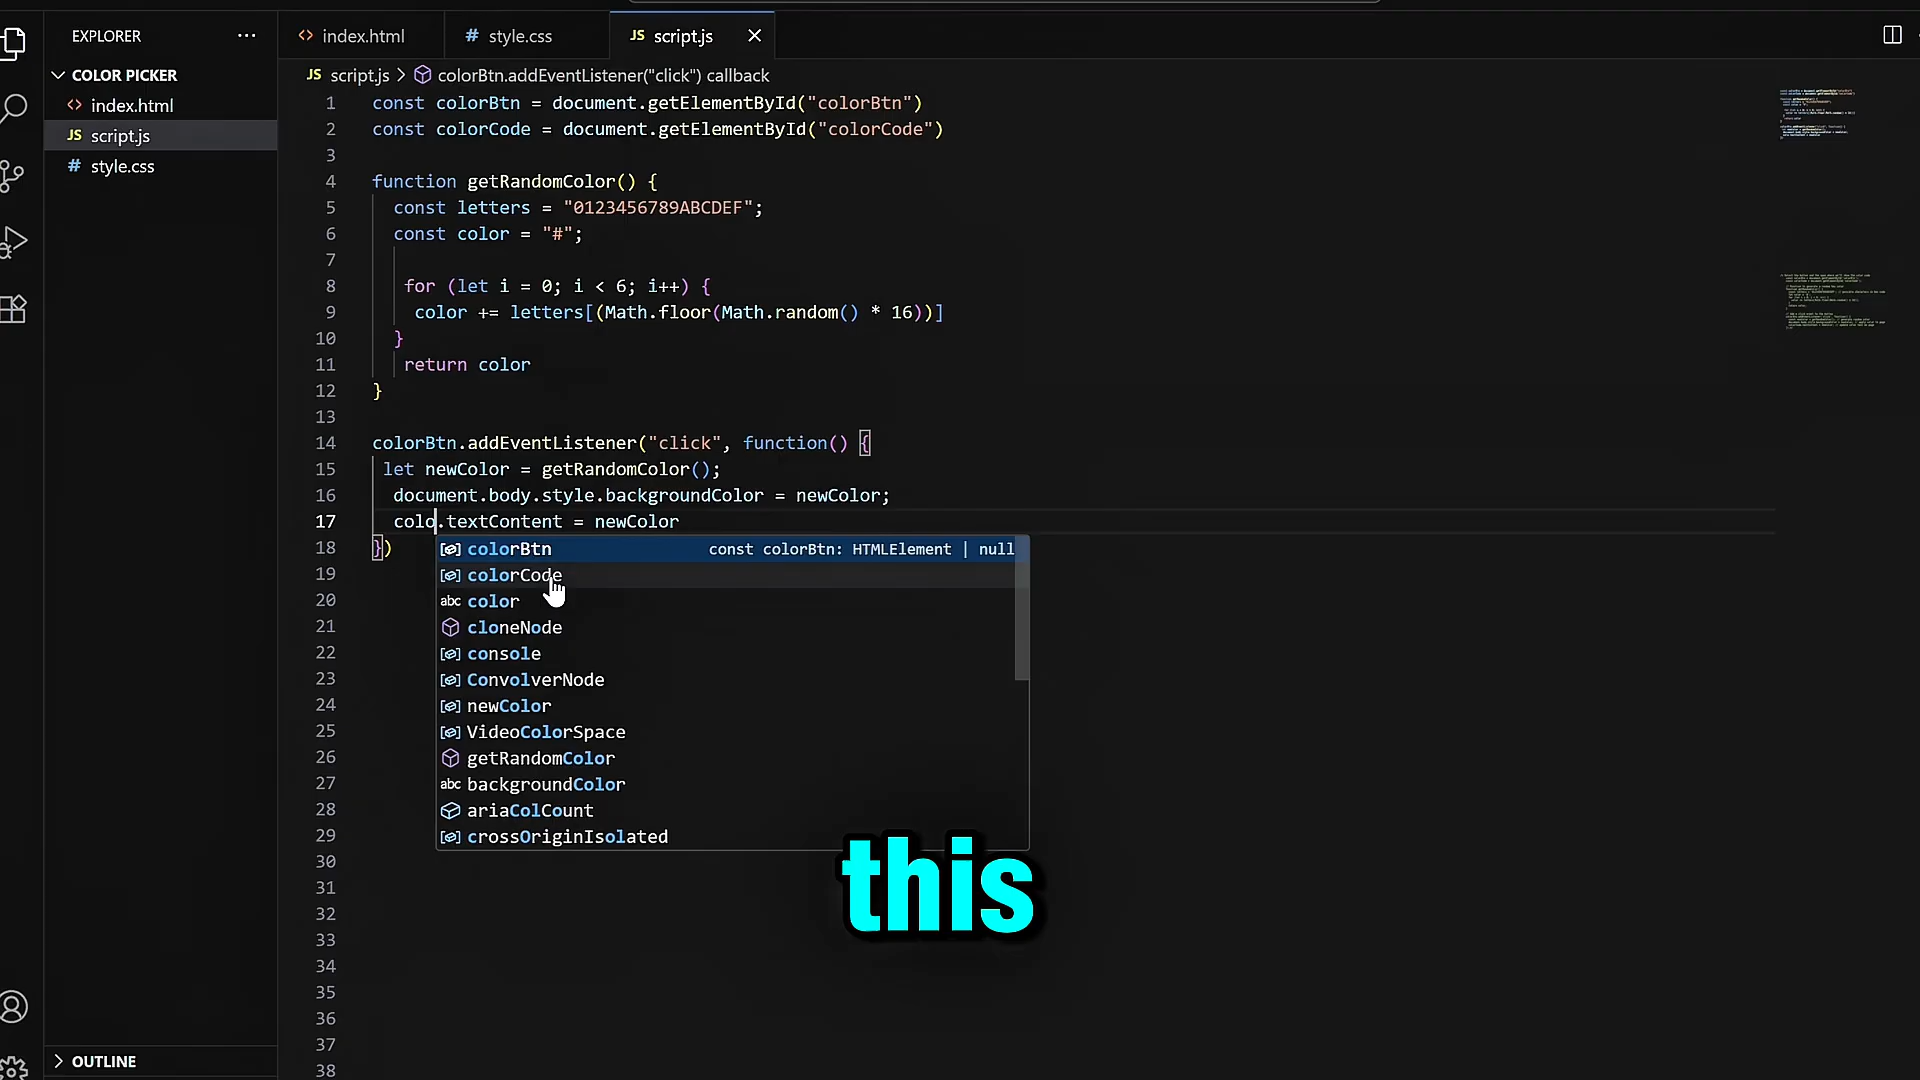 EXPLORER
index.html
style.css
script.js
COLOR PICKER
index.html
script.js
style.css
OUTLINE
script.js > colorBtn.addEventListener("click") callback
1 const colorBtn = document.getElementById("colorBtn")
2 const colorCode = document.getElementById("colorCode")
3
4 function getRandomColor() {
5 const letters = "0123456789ABCDEF";
6 const color = "#";
7
8 for (let i = 0; i < 6; i++) {
9 color += letters[(Math.floor(Math.random() * 16))]
10 }
11 return color
12 }
13
14 colorBtn.addEventListener("click", function() {
15 let newColor = getRandomColor();
16 document.body.style.backgroundColor = newColor;
17 colo.textContent = newColor
18 })
colorBtn const colorBtn: HTMLElement | null
19
colorCode
20
abc color
21
cloneNode
22
console
23
ConvolverNode
24
newColor
25
VideoColorSpace
26
getRandomColor
27
abc backgroundColor
28
ariaColCount
29
crossOriginIsolated
30
31
32
33
34
35
36
37
38
this